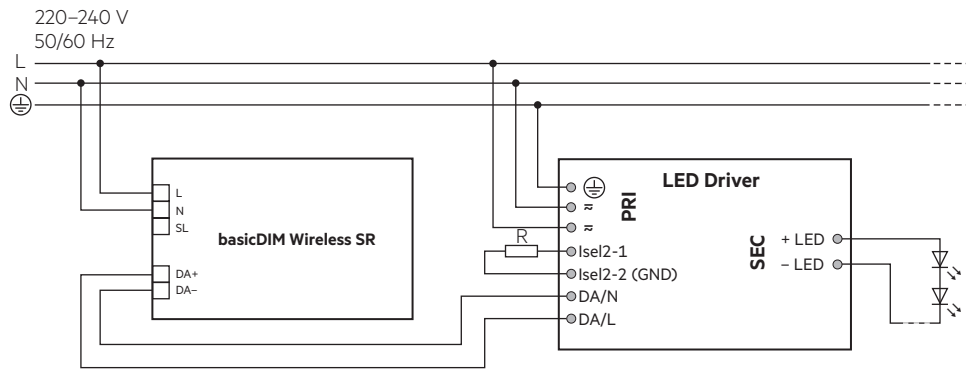 220–240 V
50/60 Hz
L
N
basicDIM Wireless SR
L
N
SL
DA+
DA–
LED Driver
PRI
SEC
≂
≂
R
Isel2-1
Isel2-2 (GND)
DA/N
DA/L
+ LED
– LED